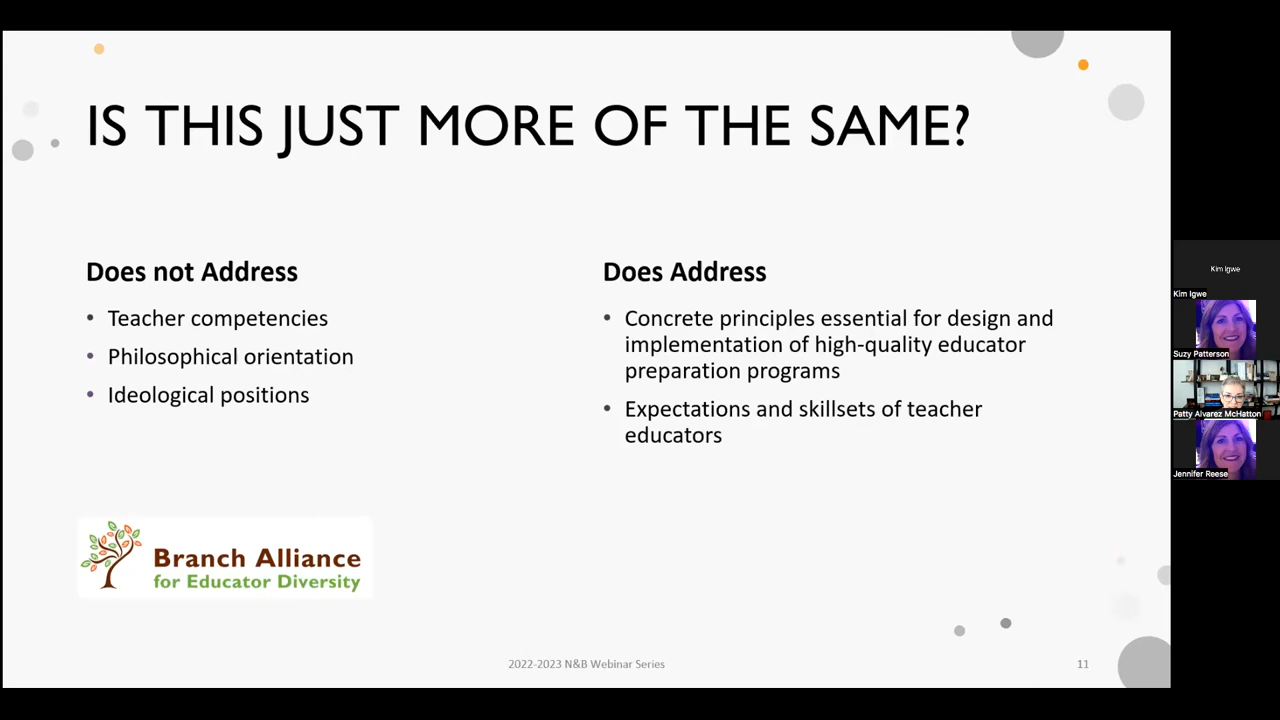 IS THIS JUST MORE OF THE SAME?
Does not Address
• Teacher competencies
• Philosophical orientation
• Ideological positions
Does Address
• Concrete principles essential for design and
implementation of high-quality educator
preparation programs
• Expectations and skillsets of teacher
educators
Branch Alliance
for Educator Diversity
2022-2023 N&B Webinar Series
11
Kim Igwe
Kim Igwe
Suzy Patterson
Patty Alvarez McHatton
Jennifer Reese